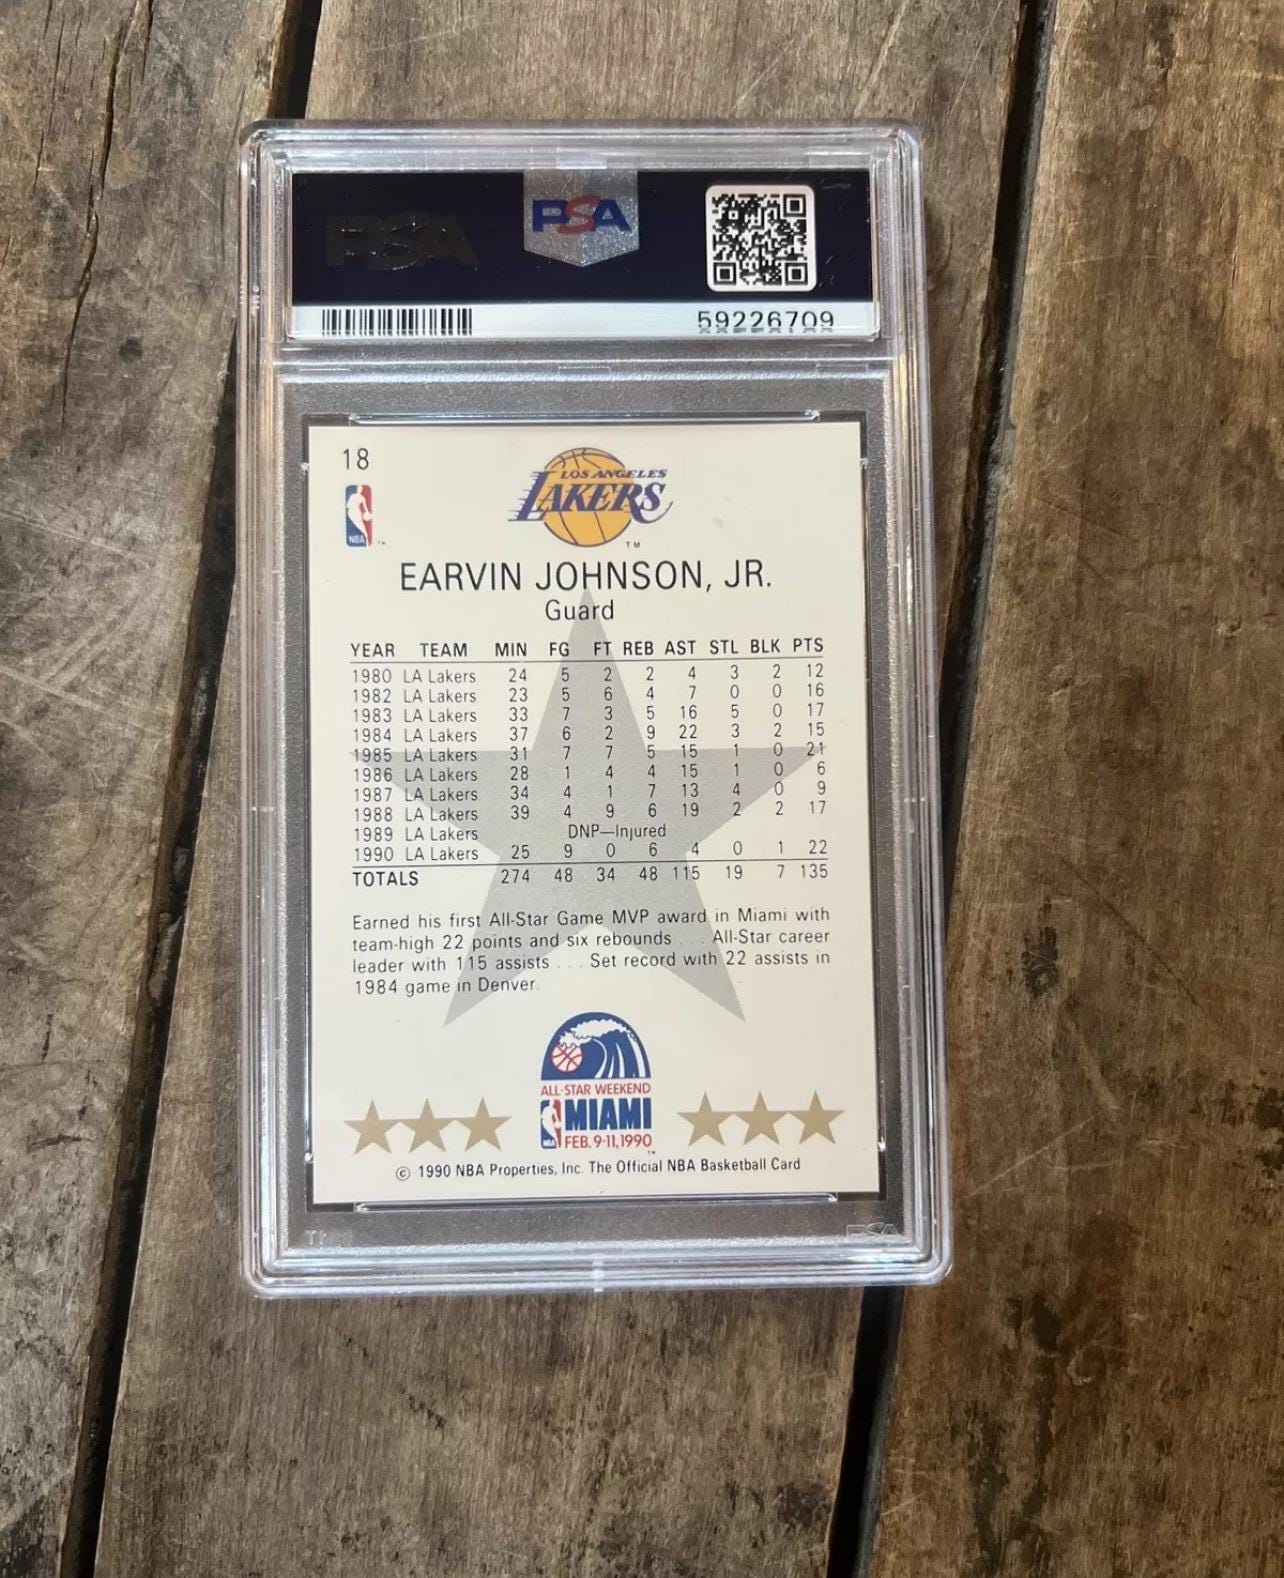 PSA
PSA
59226709
18
LOS ANGELES
LAKERS
TM
NBA
EARVIN JOHNSON, JR.
Guard
YEAR TEAM MIN FG FT REB AST STL BLK PTS
1980 LA Lakers 24 5 2 2 4 3 2 12
1982 LA Lakers 23 5 6 4 7 0 0 16
1983 LA Lakers 33 7 3 5 16 5 0 17
1984 LA Lakers 37 6 2 9 22 3 2 15
1985 LA Lakers 31 7 7 5 15 1 0 21
1986 LA Lakers 28 1 4 4 15 1 0 6
1987 LA Lakers 34 4 1 7 13 4 0 9
1988 LA Lakers 39 4 9 6 19 2 2 17
1989 LA Lakers DNP—Injured
1990 LA Lakers 25 9 0 6 4 0 1 22
TOTALS 274 48 34 48 115 19 7 135
Earned his first All-Star Game MVP award in Miami with
team-high 22 points and six rebounds . . . All-Star career
leader with 115 assists . . . Set record with 22 assists in
1984 game in Denver.
ALL-STAR WEEKEND
MIAMI
NBA FEB. 9-11, 1990
© 1990 NBA Properties, Inc. The Official NBA Basketball Card
PSA